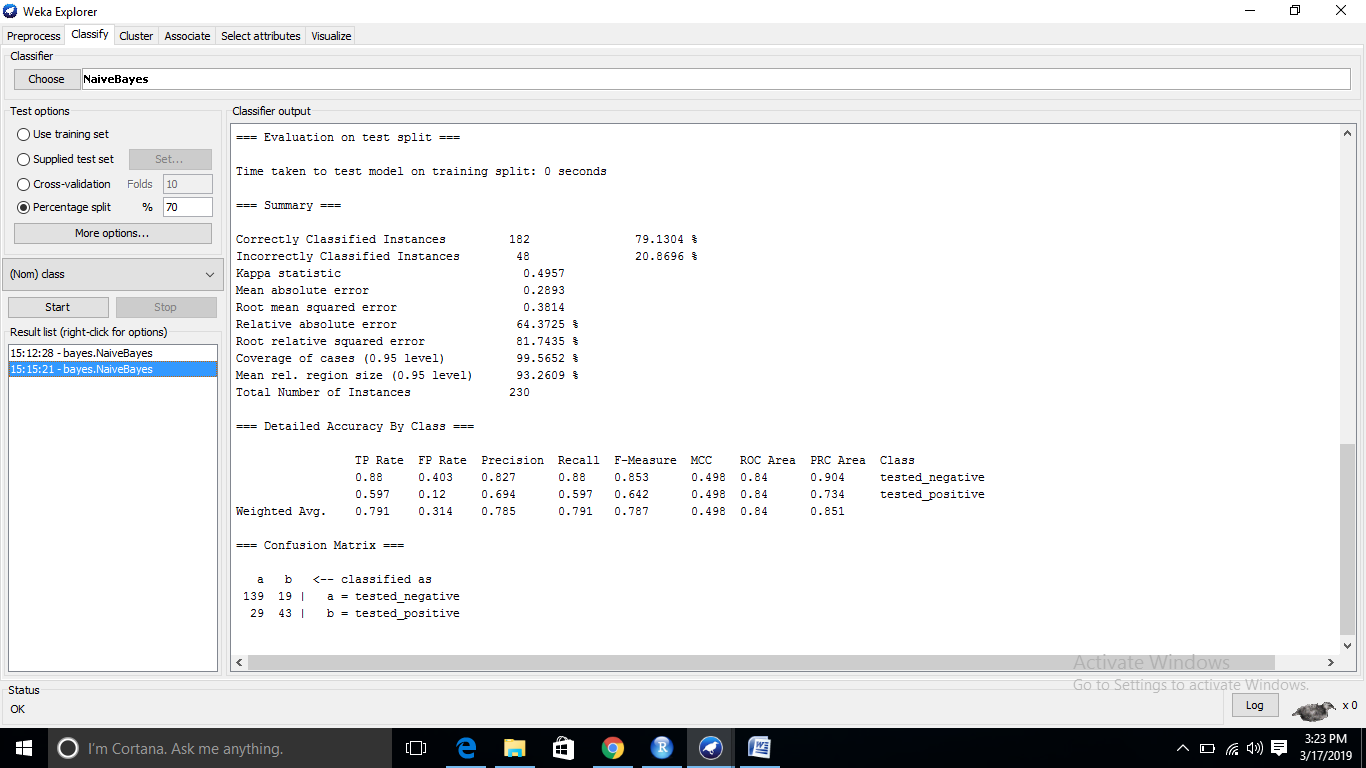 Weka Explorer
Preprocess Classify Cluster Associate Select attributes Visualize
Classifier
Choose NaiveBayes
Test options
Use training set
Supplied test set Set...
Cross-validation Folds 10
Percentage split % 70
More options...
(Nom) class
Start Stop
Result list (right-click for options)
15:12:28 - bayes.NaiveBayes
15:15:21 - bayes.NaiveBayes
Classifier output
=== Evaluation on test split ===
Time taken to test model on training split: 0 seconds
=== Summary ===
Correctly Classified Instances 182 79.1304 %
Incorrectly Classified Instances 48 20.8696 %
Kappa statistic 0.4957
Mean absolute error 0.2893
Root mean squared error 0.3814
Relative absolute error 64.3725 %
Root relative squared error 81.7435 %
Coverage of cases (0.95 level) 99.5652 %
Mean rel. region size (0.95 level) 93.2609 %
Total Number of Instances 230
=== Detailed Accuracy By Class ===
TP Rate FP Rate Precision Recall F-Measure MCC ROC Area PRC Area Class
0.88 0.403 0.827 0.88 0.853 0.498 0.84 0.904 tested_negative
0.597 0.12 0.694 0.597 0.642 0.498 0.84 0.734 tested_positive
Weighted Avg. 0.791 0.314 0.785 0.791 0.787 0.498 0.84 0.851
=== Confusion Matrix ===
a b <-- classified as
139 19 | a = tested_negative
29 43 | b = tested_positive
Activate Windows
Go to Settings to activate Windows.
Status
OK
Log x 0
I'm Cortana. Ask me anything.
3:23 PM
3/17/2019